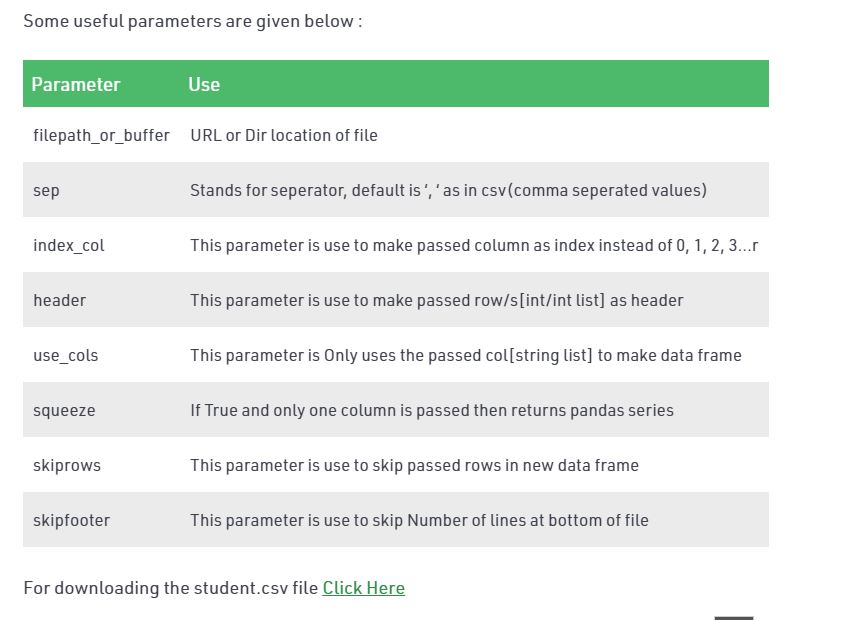 Some useful parameters are given below :
Parameter Use
filepath_or_buffer URL or Dir location of file
sep Stands for seperator, default is ‘, ‘ as in csv(comma seperated values)
index_col This parameter is use to make passed column as index instead of 0, 1, 2, 3…r
header This parameter is use to make passed row/s[int/int list] as header
use_cols This parameter is Only uses the passed col[string list] to make data frame
squeeze If True and only one column is passed then returns pandas series
skiprows This parameter is use to skip passed rows in new data frame
skipfooter This parameter is use to skip Number of lines at bottom of file
For downloading the student.csv file Click Here